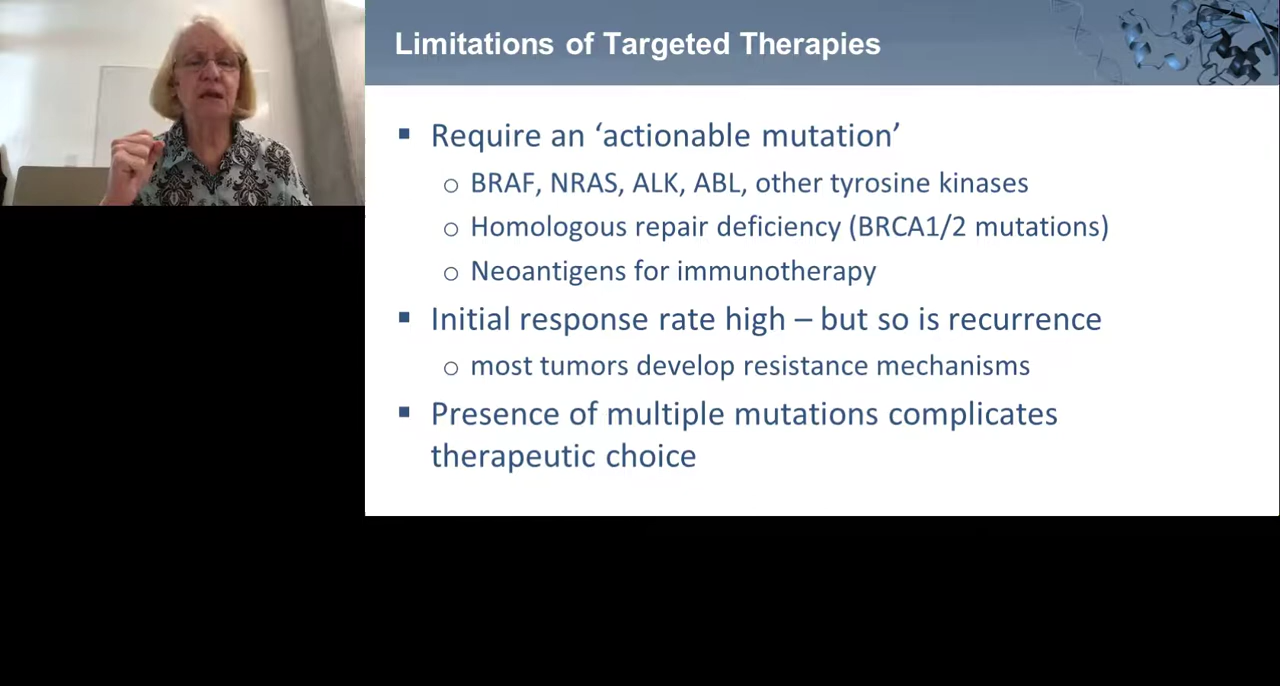 Limitations of Targeted Therapies
▪ Require an ‘actionable mutation’
o BRAF, NRAS, ALK, ABL, other tyrosine kinases
o Homologous repair deficiency (BRCA1/2 mutations)
o Neoantigens for immunotherapy
▪ Initial response rate high – but so is recurrence
o most tumors develop resistance mechanisms
▪ Presence of multiple mutations complicates
therapeutic choice